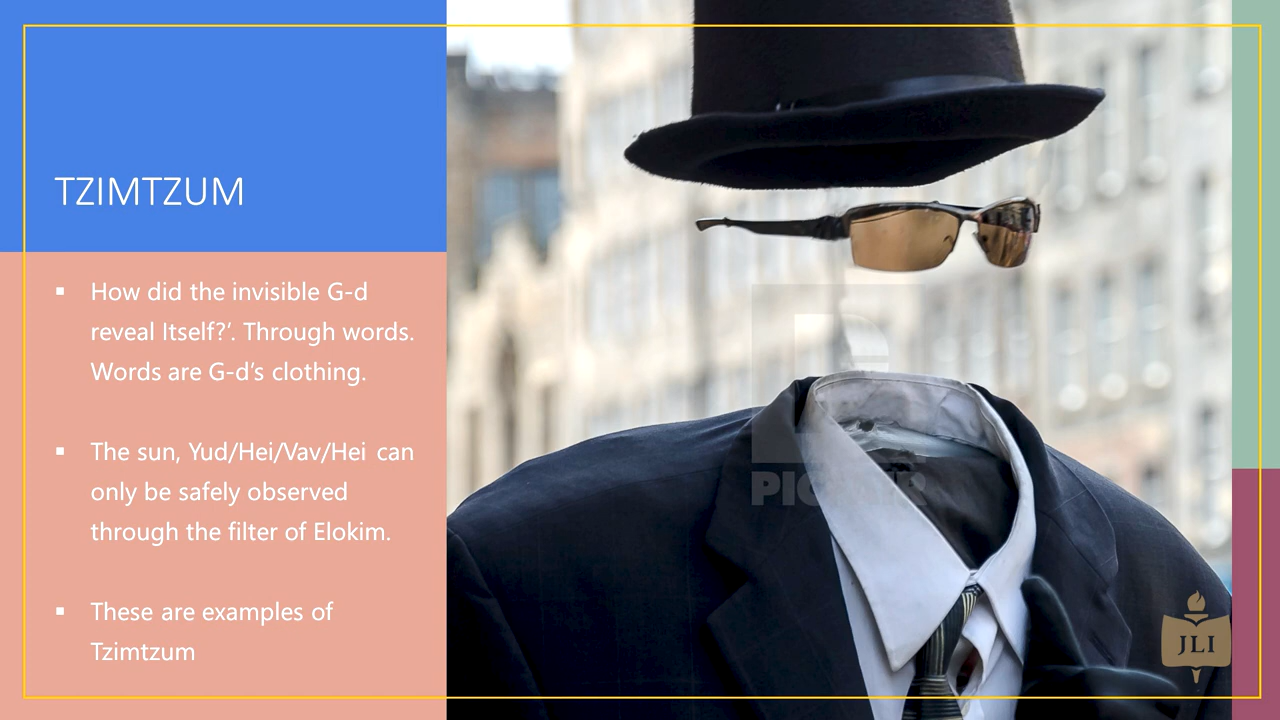 TZIMTZUM
How did the invisible G-d
reveal Itself?’. Through words.
Words are G-d’s clothing.
The sun, Yud/Hei/Vav/Hei can
only be safely observed
through the filter of Elokim.
These are examples of
Tzimtzum
JLI